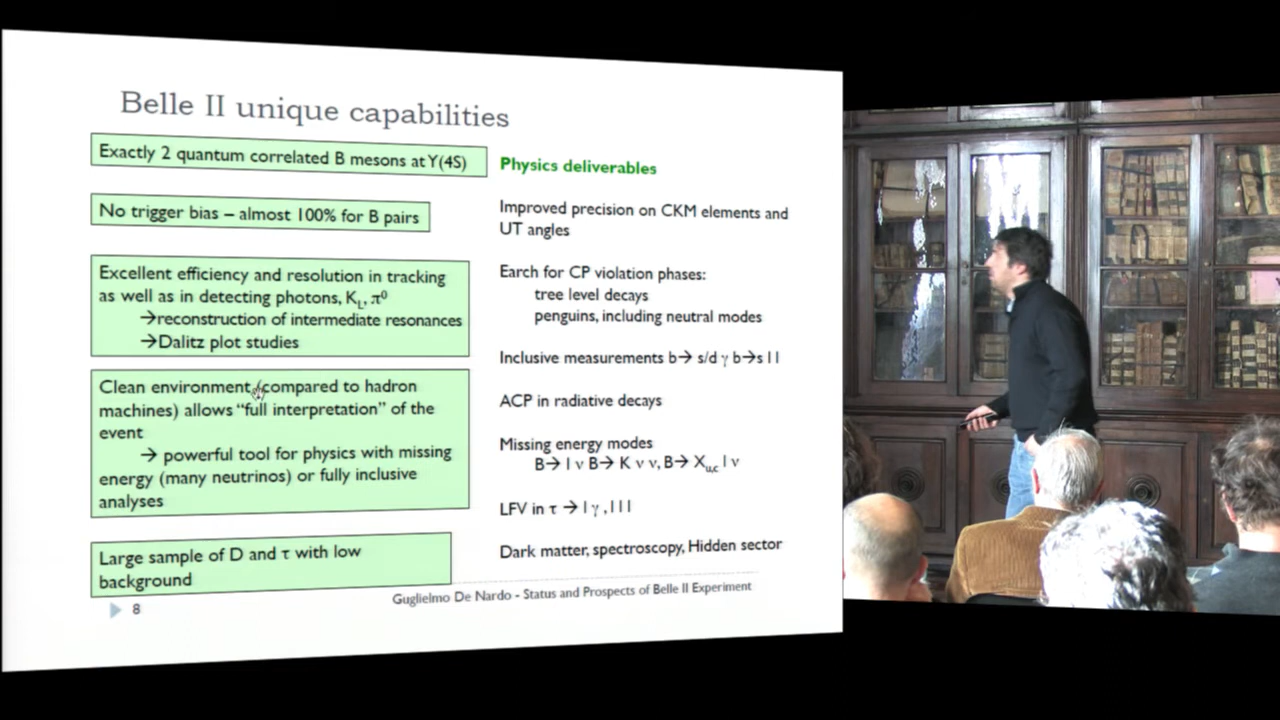 Belle II unique capabilities
Exactly 2 quantum correlated B mesons at Υ(4S)
No trigger bias – almost 100% for B pairs
Excellent efficiency and resolution in tracking
as well as in detecting photons, K_L, π⁰
→reconstruction of intermediate resonances
→Dalitz plot studies
Clean environment (compared to hadron
machines) allows “full interpretation” of the
event
→ powerful tool for physics with missing
energy (many neutrinos) or fully inclusive
analyses
Large sample of D and τ with low
background
Physics deliverables
Improved precision on CKM elements and
UT angles
Earch for CP violation phases:
tree level decays
penguins, including neutral modes
Inclusive measurements b→ s/d γ b→s l l
ACP in radiative decays
Missing energy modes
B→ l ν B→ K ν ν, B→ X_u,c l ν
LFV in τ → l γ , l l l
Dark matter, spectroscopy, Hidden sector
Guglielmo De Nardo - Status and Prospects of Belle II Experiment
8